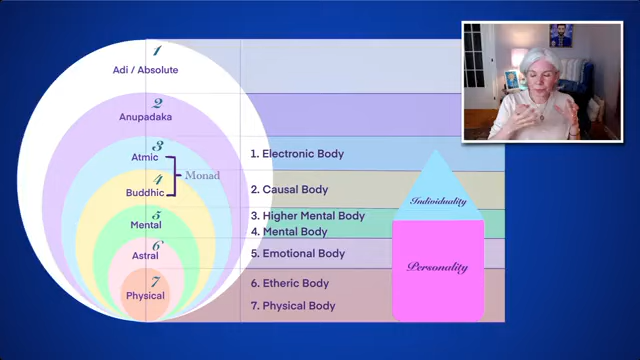 1
Adi / Absolute
2
Anupadaka
3
Atmic
4
Buddhic
Monad
5
Mental
6
Astral
7
Physical
1. Electronic Body
2. Causal Body
3. Higher Mental Body
4. Mental Body
5. Emotional Body
6. Etheric Body
7. Physical Body
Individuality
Personality